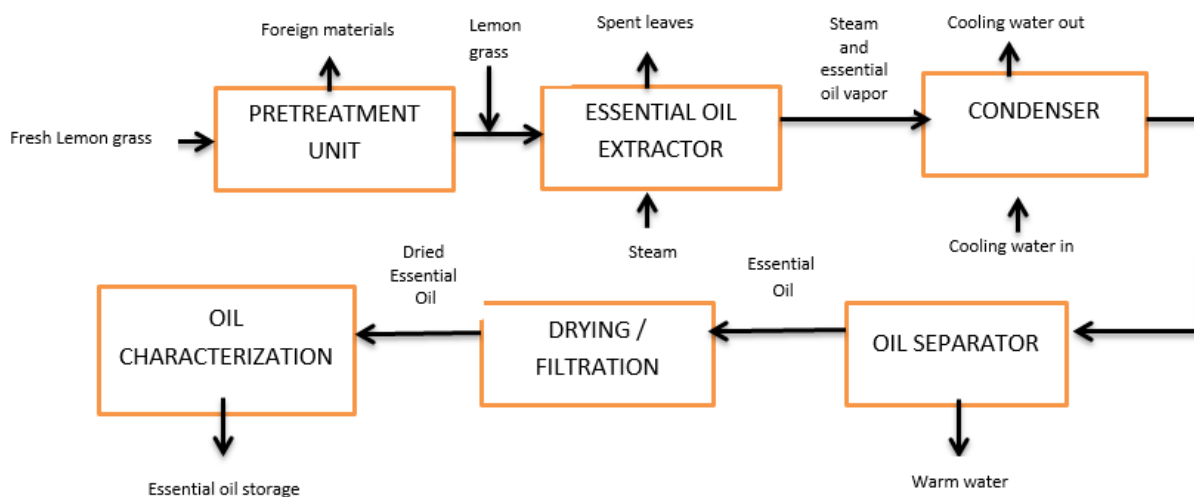 Foreign materials
Lemon
grass
Spent leaves
Steam
and
essential
oil vapor
Cooling water out
Fresh Lemon grass
PRETREATMENT
UNIT
ESSENTIAL OIL
EXTRACTOR
CONDENSER
Steam
Cooling water in
Dried
Essential
Oil
Essential
Oil
OIL
CHARACTERIZATION
DRYING /
FILTRATION
OIL SEPARATOR
Essential oil storage
Warm water